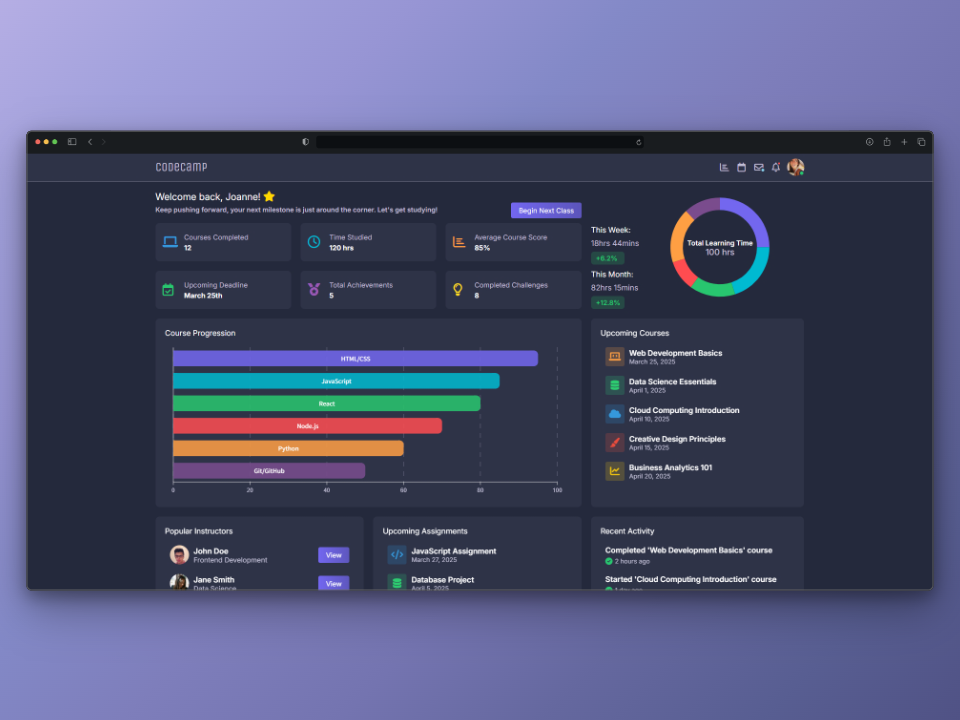 CODECAMP
Welcome back, Joanne!
Keep pushing forward, your next milestone is just around the corner. Let's get studying!
Begin Next Class
Courses Completed
12
Time Studied
120 hrs
Average Course Score
85%
Upcoming Deadline
March 25th
Total Achievements
5
Completed Challenges
8
This Week:
18hrs 44mins
+8.2%
This Month:
82hrs 15mins
+12.8%
Total Learning Time
100 hrs
Course Progression
HTML/CSS
JavaScript
React
Node.js
Python
Git/GitHub
0 20 40 60 80 100
Upcoming Courses
Web Development Basics
March 25, 2025
Data Science Essentials
April 1, 2025
Cloud Computing Introduction
April 10, 2025
Creative Design Principles
April 15, 2025
Business Analytics 101
April 20, 2025
Popular Instructors
John Doe
Frontend Development
View
Jane Smith
Data Science
View
Upcoming Assignments
JavaScript Assignment
March 27, 2025
Database Project
April 5, 2025
Recent Activity
Completed 'Web Development Basics' course
2 hours ago
Started 'Cloud Computing Introduction' course